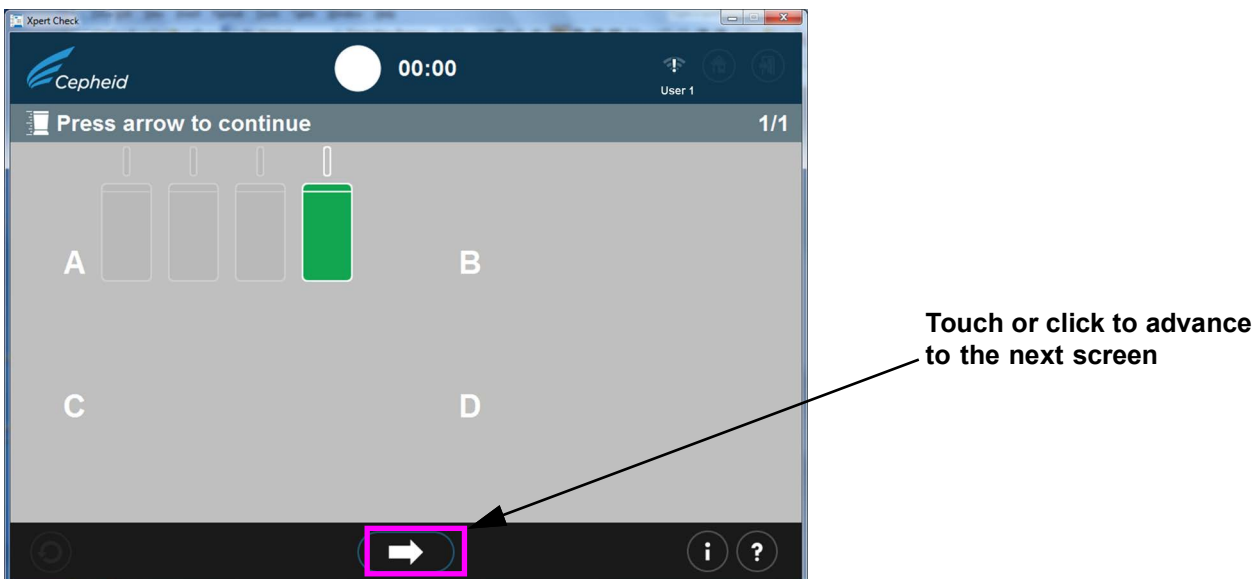 Xpert Check
Cepheid
00:00
User 1
Press arrow to continue 1/1
A B
Touch or click to advance
to the next screen
C D
i ?